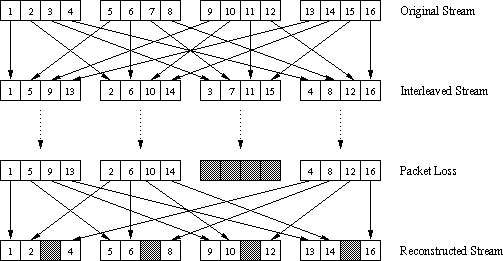 1 2 3 4 5 6 7 8 9 10 11 12 13 14 15 16 Original Stream
1 5 9 13 2 6 10 14 3 7 11 15 4 8 12 16 Interleaved Stream
1 5 9 13 2 6 10 14 4 8 12 16 Packet Loss
1 2 4 5 6 8 9 10 12 13 14 16 Reconstructed Stream